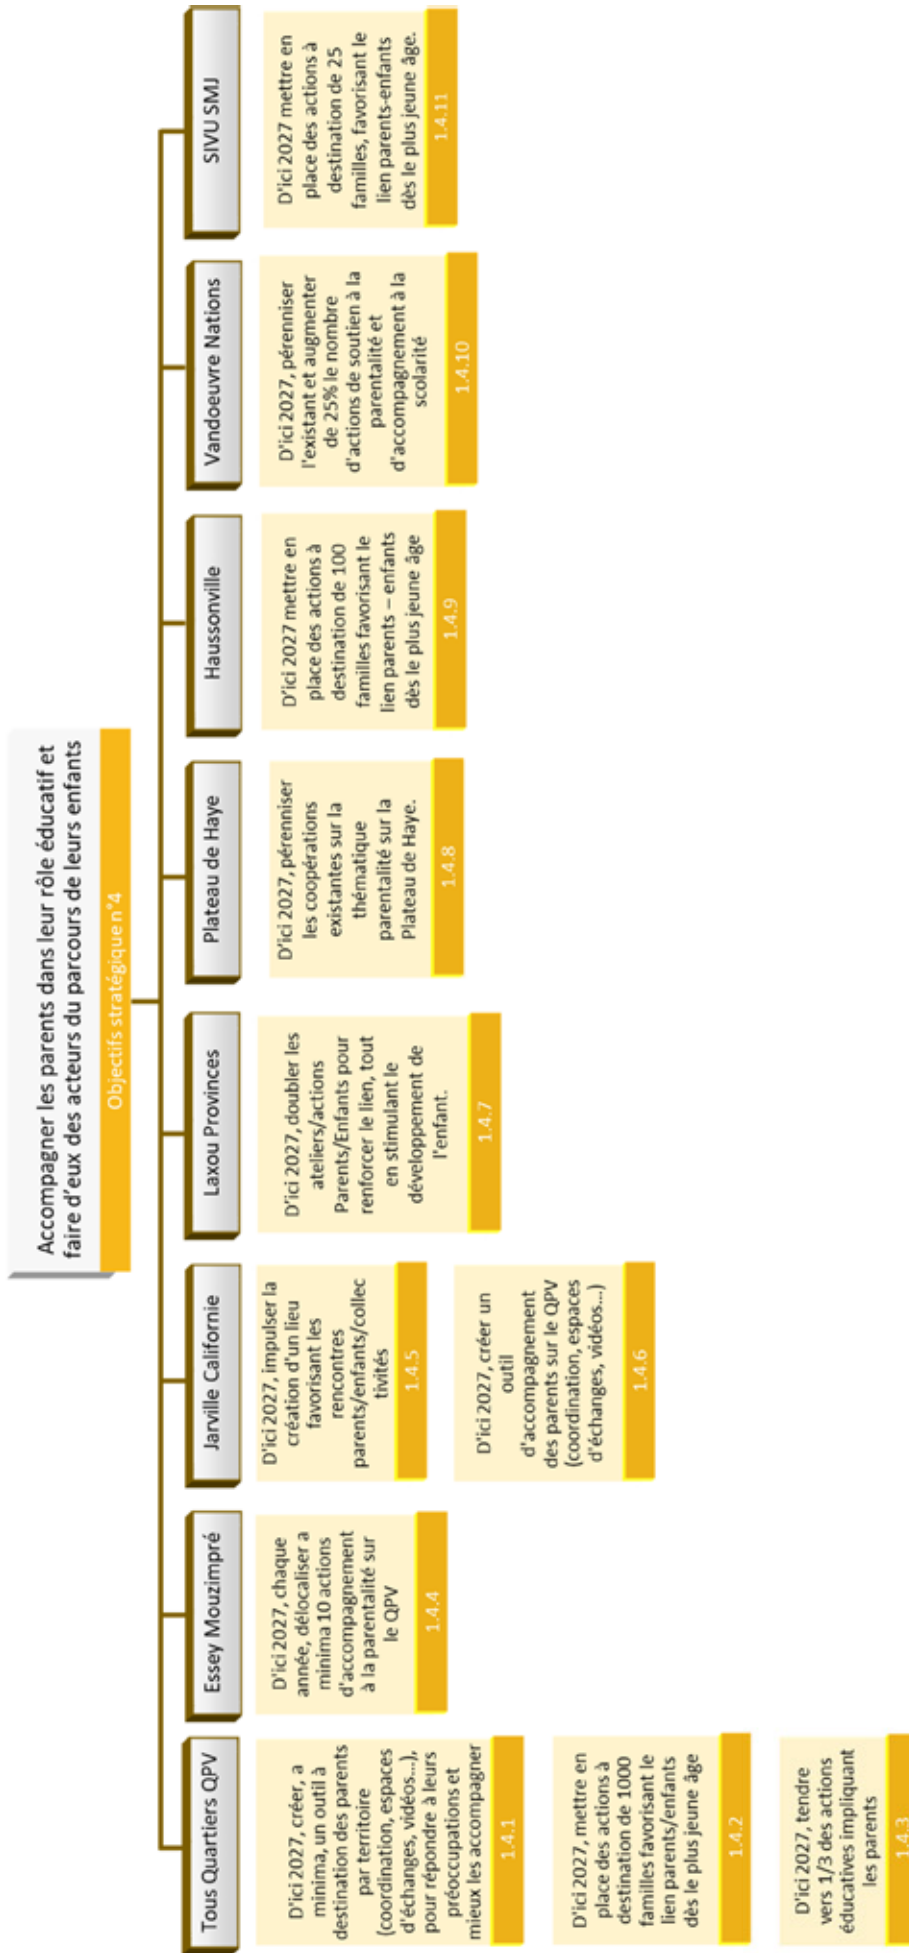 Accompagner les parents dans leur rôle éducatif et
faire d'eux des acteurs du parcours de leurs enfants
Objectifs stratégique n°4
Tous Quartiers QPV
D'ici 2027, créer, a
minima, un outil à
destination des parents
par territoire
(coordination, espaces
d'échanges, vidéos...),
pour répondre à leurs
préoccupations et
mieux les accompagner
1.4.1
D'ici 2027, mettre en
place des actions à
destination de 1000
familles favorisant le
lien parents/enfants
dès le plus jeune âge
1.4.2
D'ici 2027, tendre
vers 1/3 des actions
éducatives impliquant
les parents
1.4.3
Essey Mouzimpré
D'ici 2027, chaque
année, délocaliser a
minima 10 actions
d'accompagnement
à la parentalité sur
le QPV
1.4.4
Jarville Californie
D'ici 2027, impulser la
création d'un lieu
favorisant les
rencontres
parents/enfants/collec
tivités
1.4.5
D'ici 2027, créer un
outil
d'accompagnement
des parents sur le QPV
(coordination, espaces
d'échanges, vidéos...)
1.4.6
Laxou Provinces
D'ici 2027, doubler les
ateliers/actions
Parents/Enfants pour
renforcer le lien, tout
en stimulant le
développement de
l'enfant.
1.4.7
Plateau de Haye
D'ici 2027, pérenniser
les coopérations
existantes sur la
thématique
parentalité sur la
Plateau de Haye.
1.4.8
Haussonville
D'ici 2027 mettre en
place des actions à
destination de 100
familles favorisant le
lien parents – enfants
dès le plus jeune âge
1.4.9
Vandoeuvre Nations
D'ici 2027, pérenniser
l'existant et augmenter
de 25% le nombre
d'actions de soutien à la
parentalité et
d'accompagnement à la
scolarité
1.4.10
SIVU SMJ
D'ici 2027 mettre en
place des actions à
destination de 25
familles, favorisant le
lien parents-enfants
dès le plus jeune âge.
1.4.11